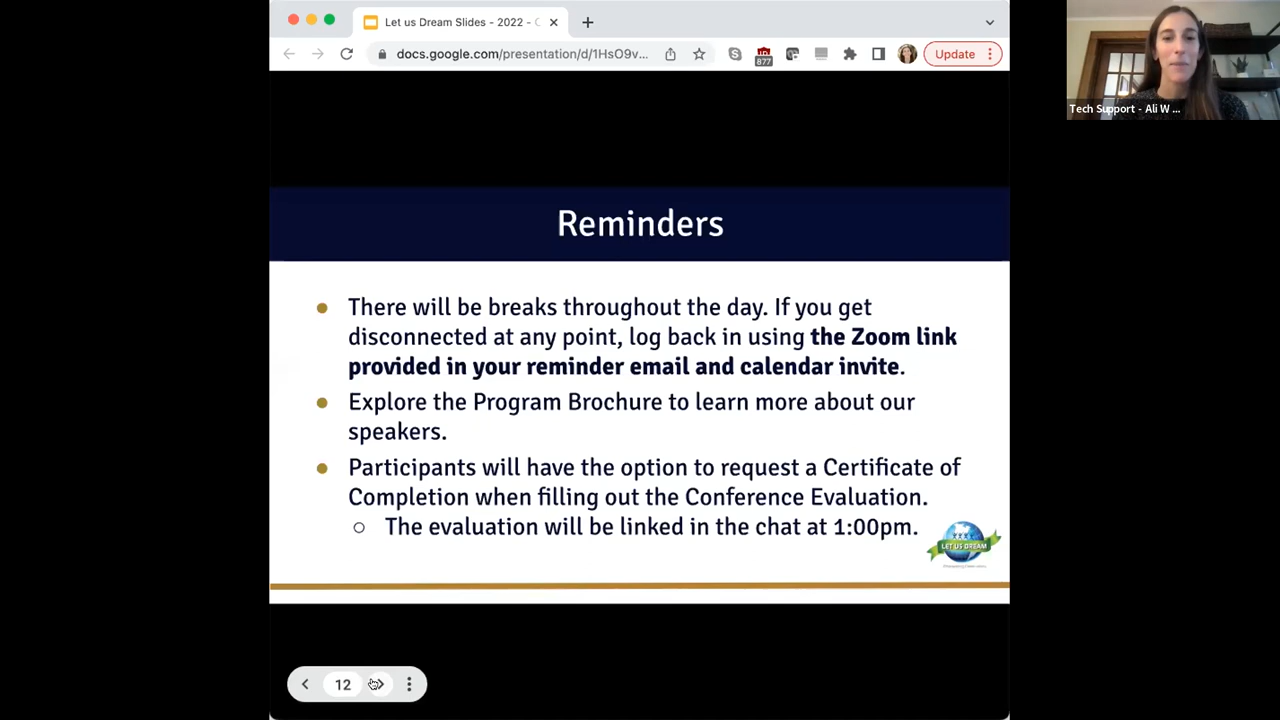 Let us Dream Slides - 2022 -
docs.google.com/presentation/d/1HsO9v...
877
Update
Tech Support - Ali W ...
Reminders
There will be breaks throughout the day. If you get
disconnected at any point, log back in using the Zoom link
provided in your reminder email and calendar invite.
Explore the Program Brochure to learn more about our
speakers.
Participants will have the option to request a Certificate of
Completion when filling out the Conference Evaluation.
The evaluation will be linked in the chat at 1:00pm.
LET US DREAM
12